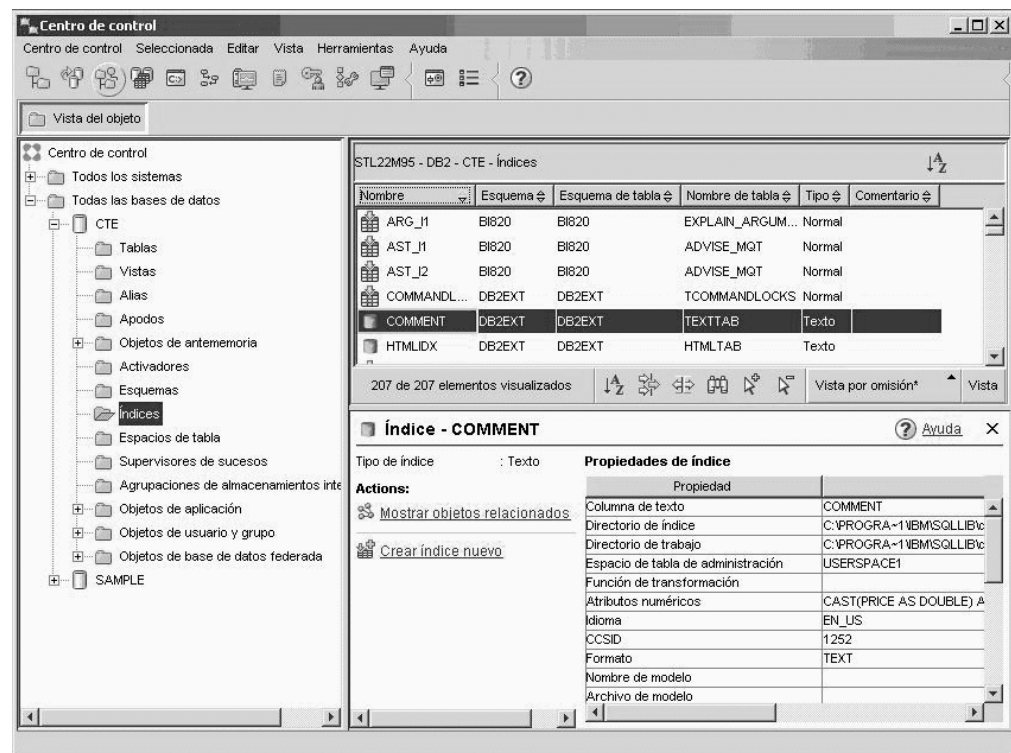 Centro de control
Centro de control Seleccionada Editar Vista Herramientas Ayuda
Vista del objeto
Centro de control
Todos los sistemas
Todas las bases de datos
CTE
Tablas
Vistas
Alias
Apodos
Objetos de antememoria
Activadores
Esquemas
Índices
Espacios de tabla
Supervisores de sucesos
Agrupaciones de almacenamientos inte
Objetos de aplicación
Objetos de usuario y grupo
Objetos de base de datos federada
SAMPLE
STL22M95 - DB2 - CTE - Índices
Nombre Esquema Esquema de tabla Nombre de tabla Tipo Comentario
ARG_I1 BI820 BI820 EXPLAIN_ARGUM... Normal
AST_I1 BI820 BI820 ADVISE_MQT Normal
AST_I2 BI820 BI820 ADVISE_MQT Normal
COMMANDL... DB2EXT DB2EXT TCOMMANDLOCKS Normal
COMMENT DB2EXT DB2EXT TEXTTAB Texto
HTMLIDX DB2EXT DB2EXT HTMLTAB Texto
207 de 207 elementos visualizados Vista por omisión* Vista
Índice - COMMENT Ayuda
Tipo de índice : Texto
Actions:
Mostrar objetos relacionados
Crear índice nuevo
Propiedades de índice
Propiedad
Columna de texto COMMENT
Directorio de índice C:\PROGRA~1\IBM\SQLLIB\c
Directorio de trabajo C:\PROGRA~1\IBM\SQLLIB\c
Espacio de tabla de administración USERSPACE1
Función de transformación
Atributos numéricos CAST(PRICE AS DOUBLE) A
Idioma EN_US
CCSID 1252
Formato TEXT
Nombre de modelo
Archivo de modelo